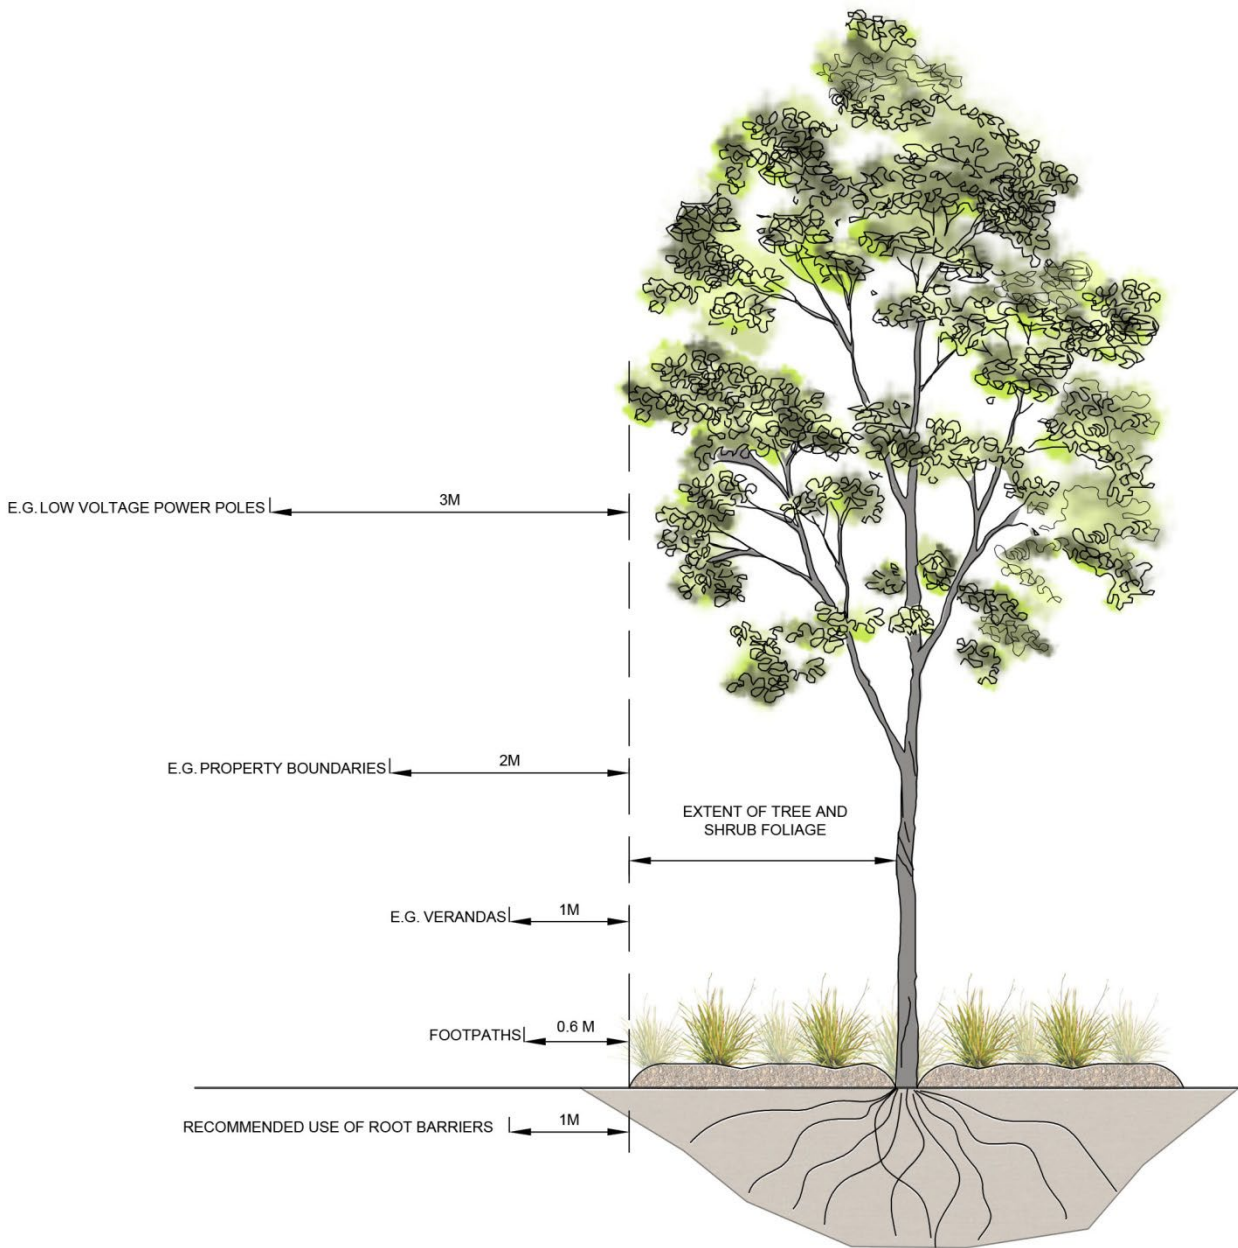 E.G. LOW VOLTAGE POWER POLES
3M
E.G. PROPERTY BOUNDARIES
2M
EXTENT OF TREE AND
SHRUB FOLIAGE
E.G. VERANDAS
1M
FOOTPATHS
0.6 M
RECOMMENDED USE OF ROOT BARRIERS
1M